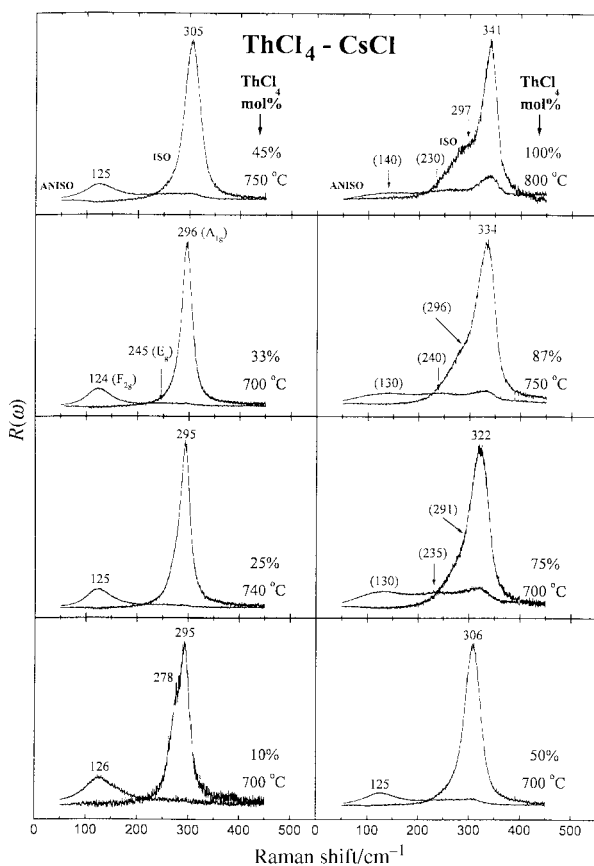 ThCl4 - CsCl
305
ThCl4
mol%
45%
750 °C
125
ISO
ANISO
341
297
ThCl4
mol%
ISO
(230)
(140)
100%
800 °C
ANISO
296 (A1g)
245 (Eg)
124 (F2g)
33%
700 °C
334
(296)
(240)
(130)
87%
750 °C
295
125
25%
740 °C
322
(291)
(235)
(130)
75%
700 °C
295
278
126
10%
700 °C
306
125
50%
700 °C
R(ω)
0 100 200 300 400 500 0 100 200 300 400 500
Raman shift/cm−1